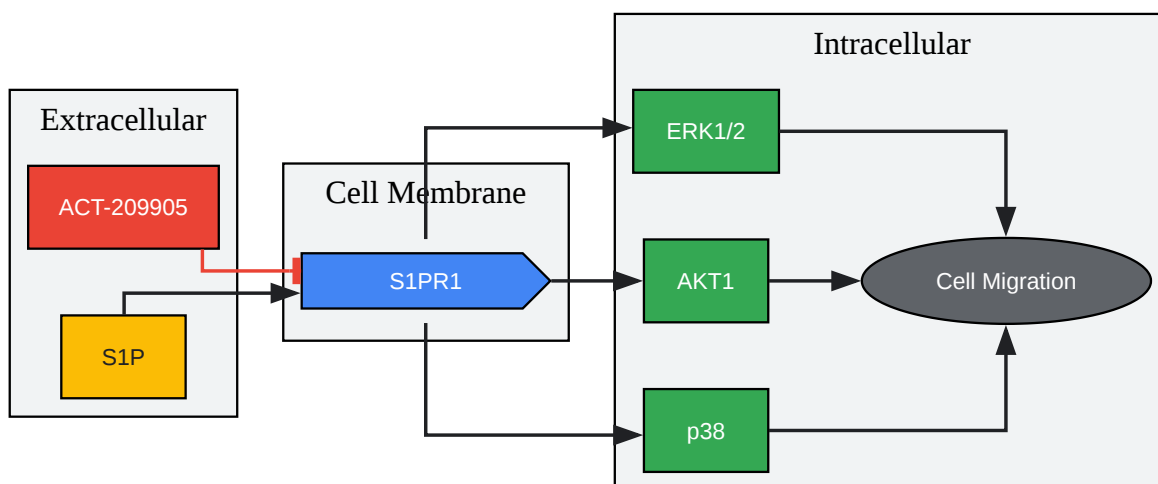 Intracellular
Extracellular
ERK1/2
ACT-209905
Cell Membrane
S1PR1
AKT1
Cell Migration
S1P
p38